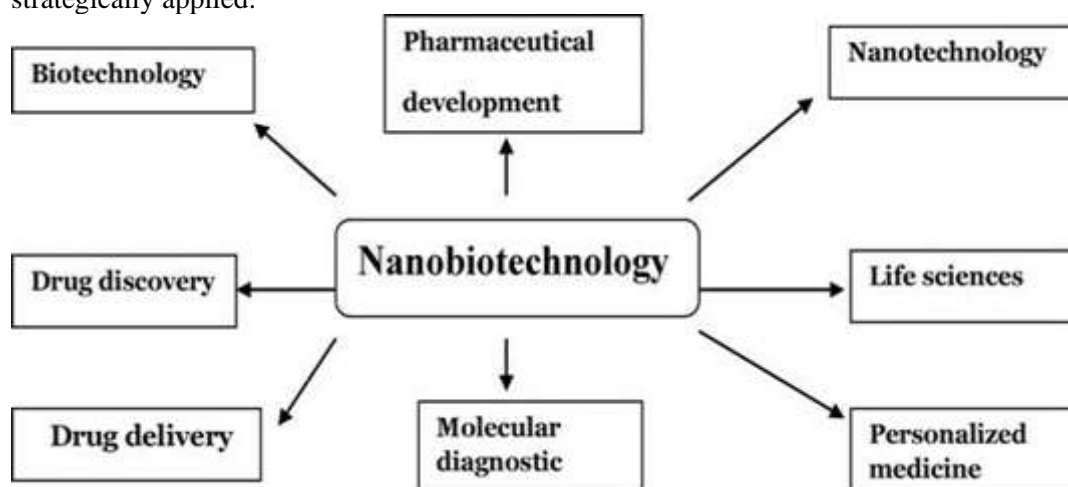 strategically applied.
Biotechnology
Pharmaceutical
development
Nanotechnology
Drug discovery
Nanobiotechnology
Life sciences
Drug delivery
Molecular
diagnostic
Personalized
medicine